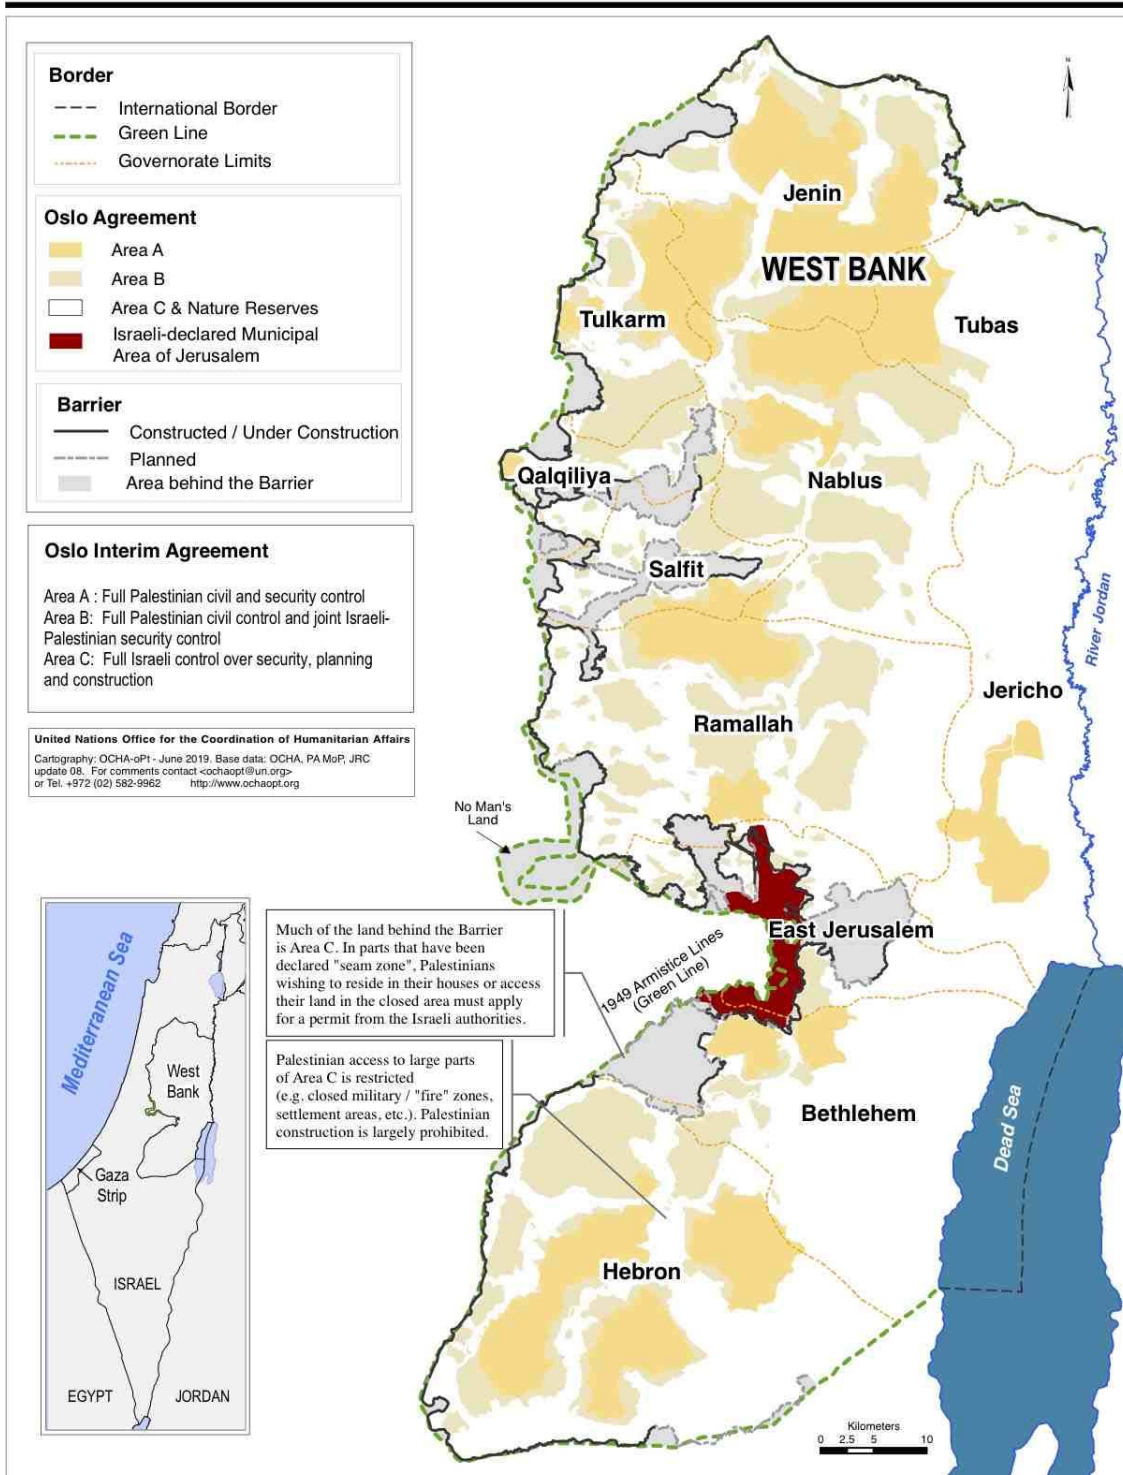 Border
International Border
Green Line
Governorate Limits
Oslo Agreement
Area A
Area B
Area C & Nature Reserves
Israeli-declared Municipal
Area of Jerusalem
Barrier
Constructed / Under Construction
Planned
Area behind the Barrier
Oslo Interim Agreement
Area A : Full Palestinian civil and security control
Area B: Full Palestinian civil control and joint Israeli-
Palestinian security control
Area C: Full Israeli control over security, planning
and construction
United Nations Office for the Coordination of Humanitarian Affairs
Cartography: OCHA-oPt - June 2019. Base data: OCHA, PA MoP, JRC
update 08. For comments contact <ochaopt@un.org>
or Tel. +972 (02) 582-9962 http://www.ochaopt.org
N
Jenin
WEST BANK
Tulkarm
Tubas
Qalqiliya
Nablus
Salfit
River Jordan
Jericho
Ramallah
No Man's
Land
East Jerusalem
1949 Armistice Lines
(Green Line)
Much of the land behind the Barrier
is Area C. In parts that have been
declared "seam zone", Palestinians
wishing to reside in their houses or access
their land in the closed area must apply
for a permit from the Israeli authorities.
Palestinian access to large parts
of Area C is restricted
(e.g. closed military / "fire" zones,
settlement areas, etc.). Palestinian
construction is largely prohibited.
Bethlehem
Dead Sea
Hebron
Mediterranean Sea
West
Bank
Gaza
Strip
ISRAEL
EGYPT
JORDAN
Kilometers
0 2.5 5 10